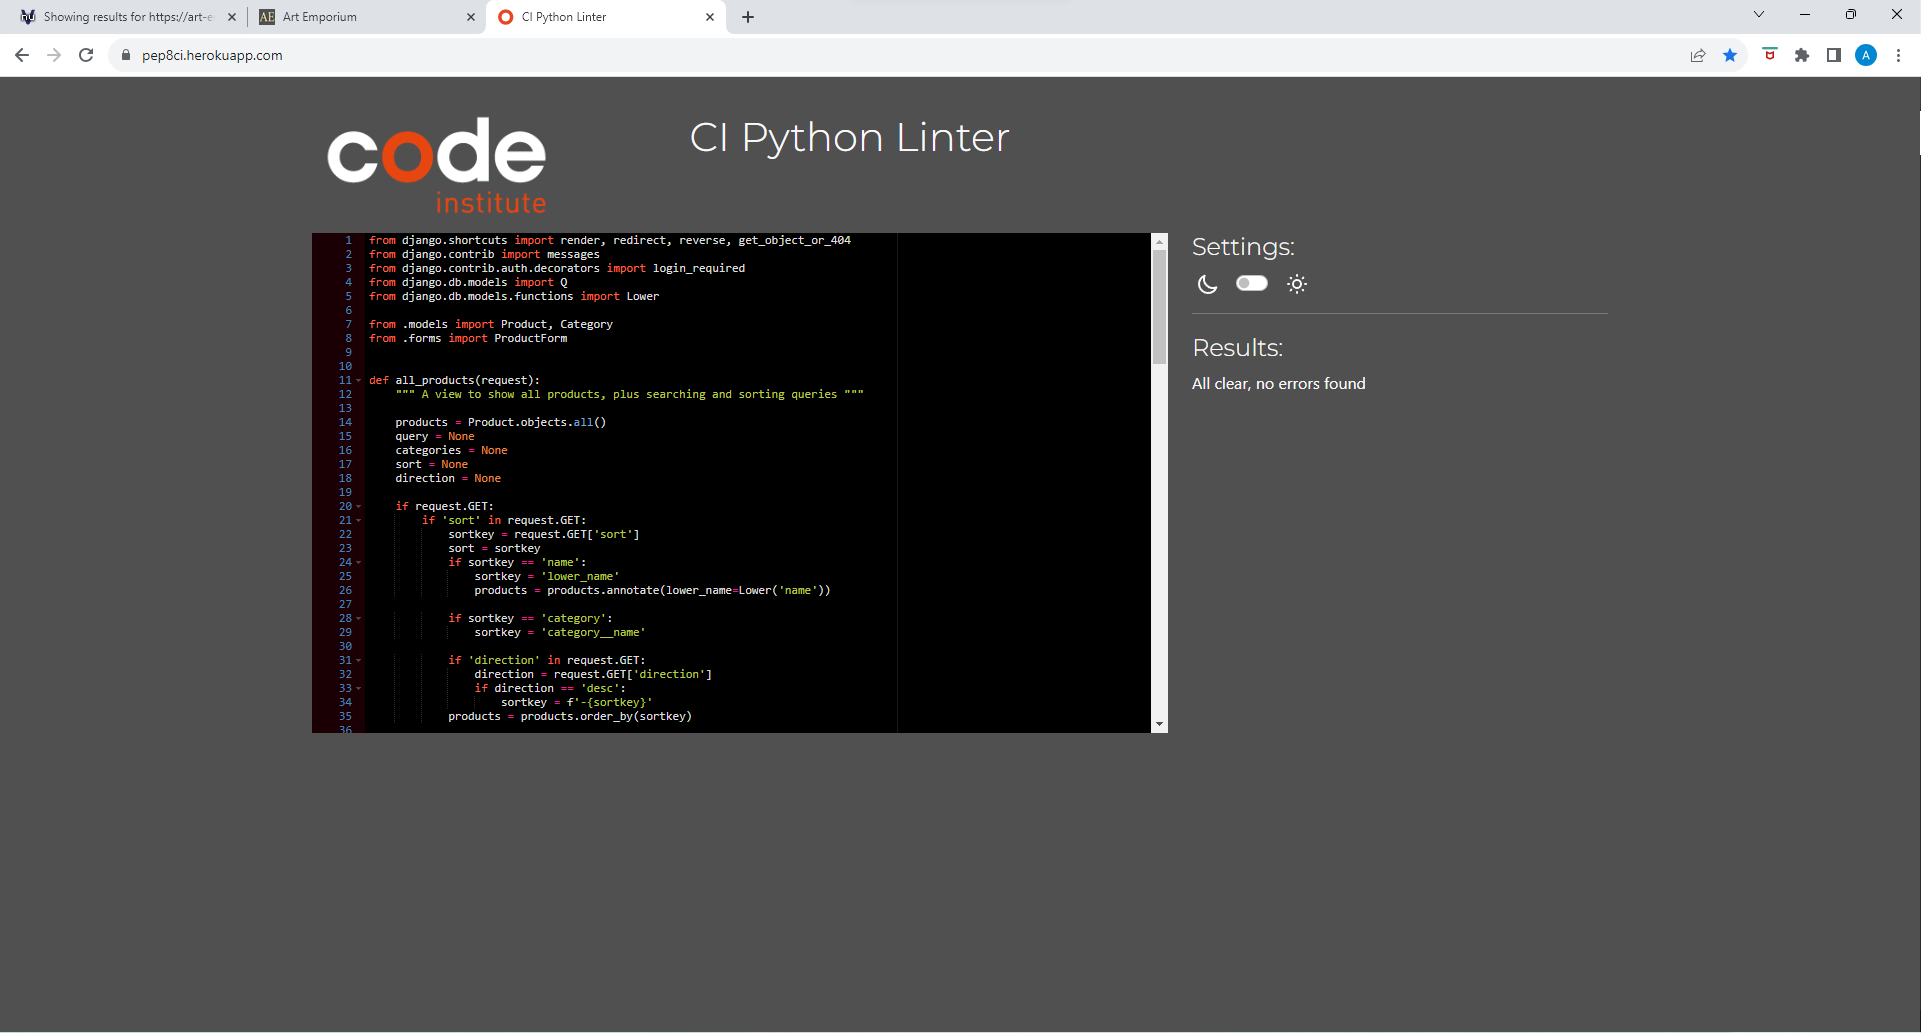 Showing results for https://art-e
Art Emporium
CI Python Linter
pep8ci.herokuapp.com
A
code
institute
CI Python Linter
1 from django.shortcuts import render, redirect, reverse, get_object_or_404
2 from django.contrib import messages
3 from django.contrib.auth.decorators import login_required
4 from django.db.models import Q
5 from django.db.models.functions import Lower
6
7 from .models import Product, Category
8 from .forms import ProductForm
9
10
11 def all_products(request):
12     """ A view to show all products, plus searching and sorting queries """
13
14     products = Product.objects.all()
15     query = None
16     categories = None
17     sort = None
18     direction = None
19
20     if request.GET:
21         if 'sort' in request.GET:
22             sortkey = request.GET['sort']
23             sort = sortkey
24             if sortkey == 'name':
25                 sortkey = 'lower_name'
26                 products = products.annotate(lower_name=Lower('name'))
27
28             if sortkey == 'category':
29                 sortkey = 'category__name'
30
31             if 'direction' in request.GET:
32                 direction = request.GET['direction']
33                 if direction == 'desc':
34                     sortkey = f'-{sortkey}'
35             products = products.order_by(sortkey)
36
Settings:
Results:
All clear, no errors found